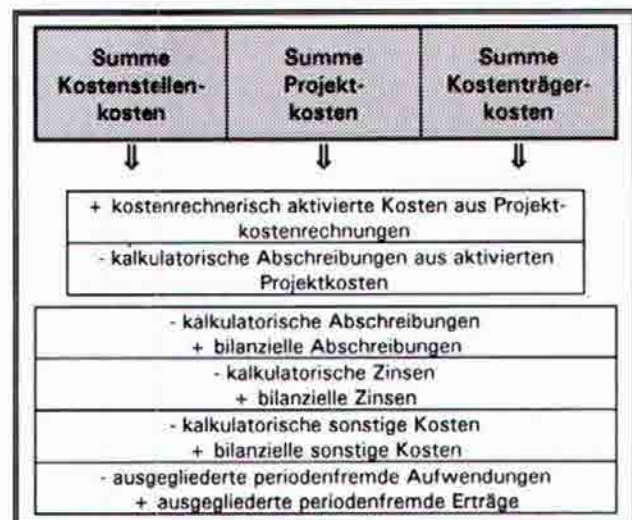 Summe
Kostenstellen-
kosten
Summe
Projekt-
kosten
Summe
Kostenträger-
kosten
⇓ ⇓ ⇓
+ kostenrechnerisch aktivierte Kosten aus Projekt-
kostenrechnungen
- kalkulatorische Abschreibungen aus aktivierten
Projektkosten
- kalkulatorische Abschreibungen
+ bilanzielle Abschreibungen
- kalkulatorische Zinsen
+ bilanzielle Zinsen
- kalkulatorische sonstige Kosten
+ bilanzielle sonstige Kosten
- ausgegliederte periodenfremde Aufwendungen
+ ausgegliederte periodenfremde Erträge